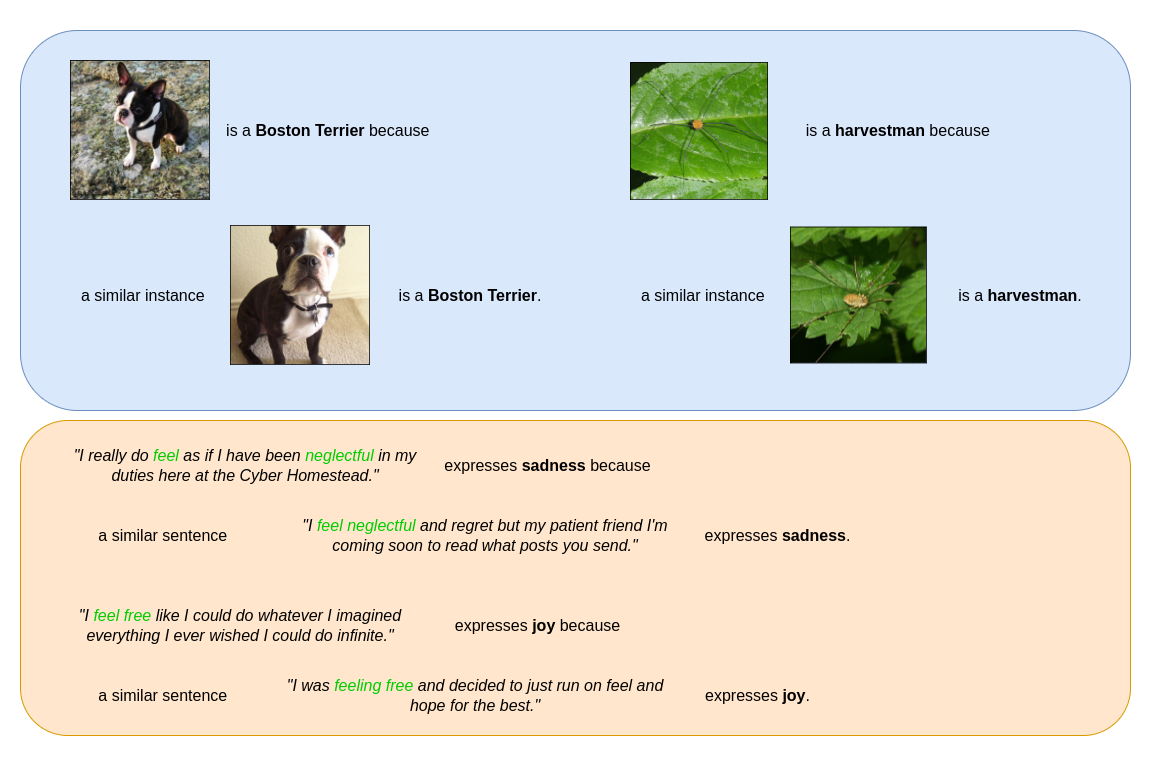 is a Boston Terrier because
is a harvestman because
a similar instance
is a Boston Terrier.
a similar instance
is a harvestman.
"I really do feel as if I have been neglectful in my
duties here at the Cyber Homestead."
expresses sadness because
a similar sentence
"I feel neglectful and regret but my patient friend I'm
coming soon to read what posts you send."
expresses sadness.
"I feel free like I could do whatever I imagined
everything I ever wished I could do infinite."
expresses joy because
a similar sentence
"I was feeling free and decided to just run on feel and
hope for the best."
expresses joy.